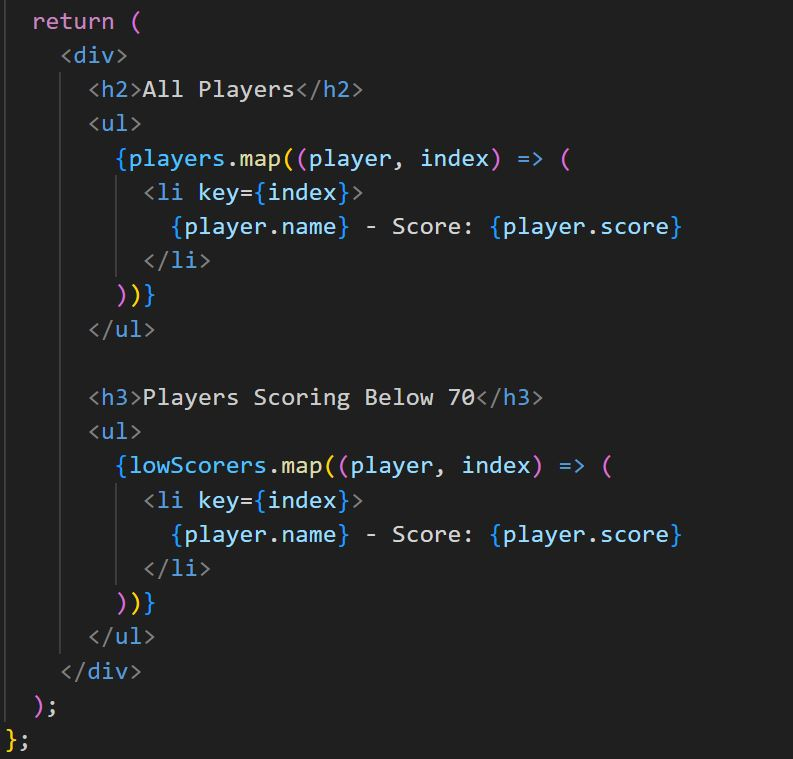 return (
<div>
<h2>All Players</h2>
<ul>
{players.map((player, index) => (
<li key={index}>
{player.name} - Score: {player.score}
</li>
))}
</ul>
<h3>Players Scoring Below 70</h3>
<ul>
{lowScorers.map((player, index) => (
<li key={index}>
{player.name} - Score: {player.score}
</li>
))}
</ul>
</div>
);
};